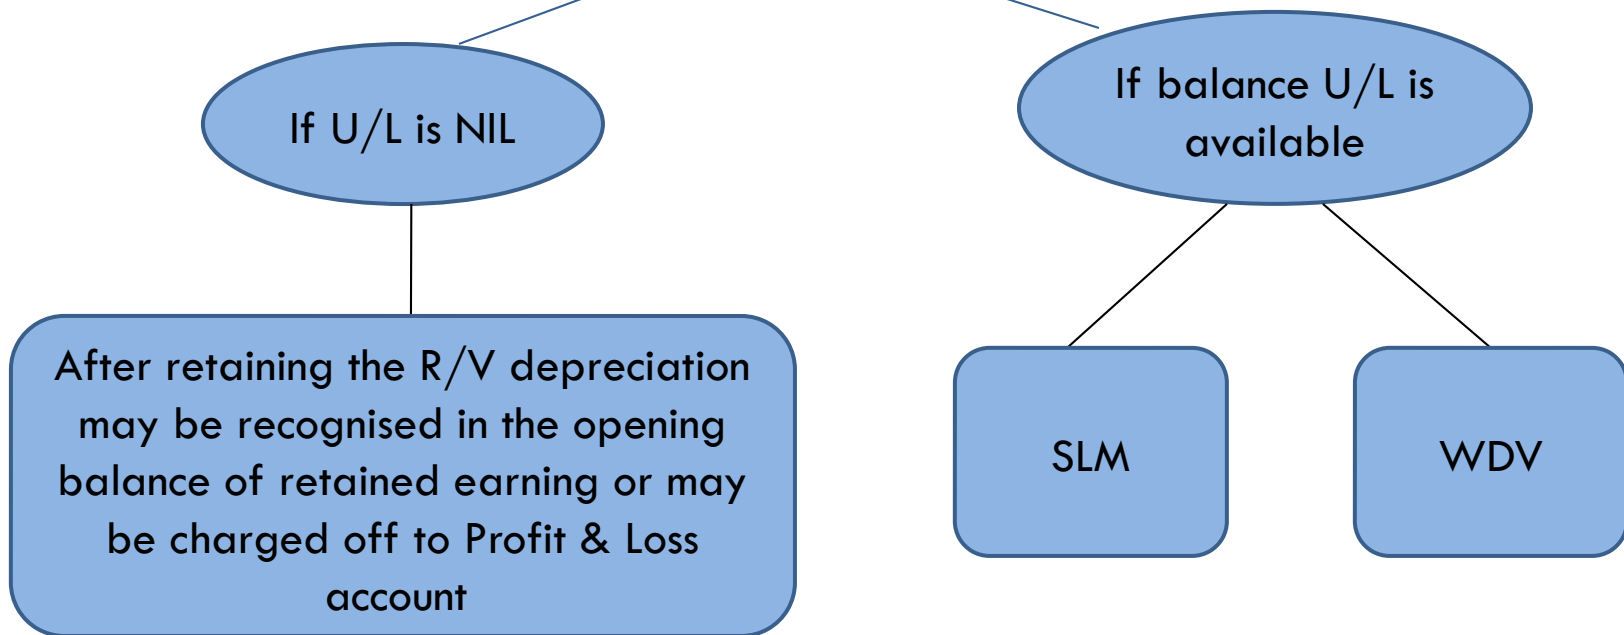 If U/L is NIL
If balance U/L is
available
After retaining the R/V depreciation
may be recognised in the opening
balance of retained earning or may
be charged off to Profit & Loss
account
SLM
WDV